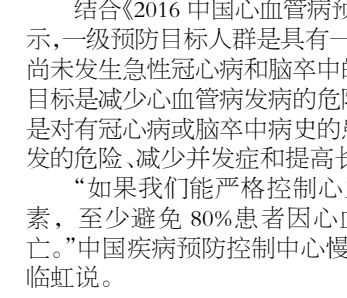 结合《2016 中国心血管病预
示，一级预防目标人群是具有一
尚未发生急性冠心病和脑卒中的
目标是减少心血管病发病的危险
是对有冠心病或脑卒中病史的患
发的危险、减少并发症和提高长
“如果我们能严格控制心血
素，至少避免 80%患者因心血
亡。”中国疾病预防控制中心慢
临虹说。